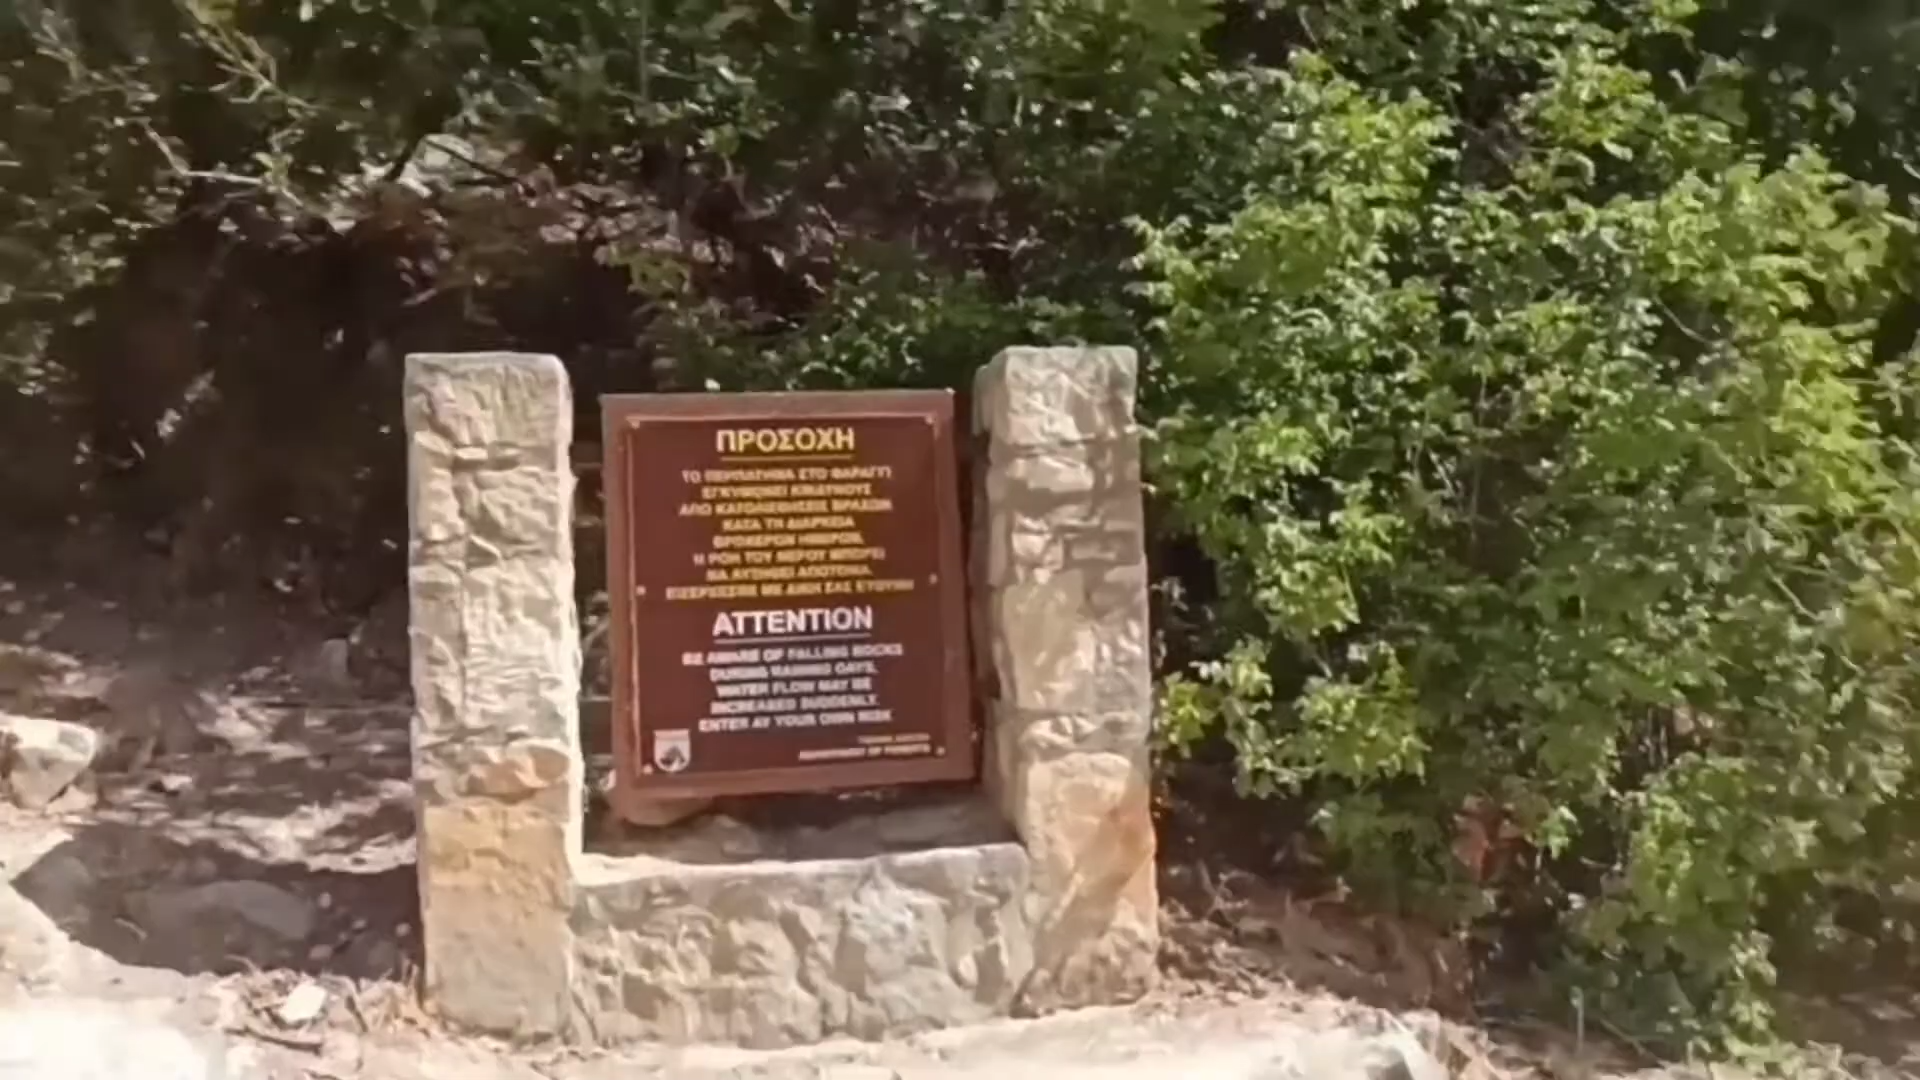 ΠΡΟΣΟΧΗ
ΤΟ ΠΕΡΠΑΤΗΜΑ ΣΤΟ ΦΑΡΑΓΓΙ
ΕΓΚΥΜΟΝΕΙ ΚΙΝΔΥΝΟΥΣ
ΑΠΟ ΚΑΤΟΛΙΣΘΗΣΕΙΣ ΒΡΑΧΩΝ
ΚΑΤΑ ΤΗ ΔΙΑΡΚΕΙΑ
ΒΡΟΧΕΡΩΝ ΗΜΕΡΩΝ.
Η ΡΟΗ ΤΟΥ ΝΕΡΟΥ ΜΠΟΡΕΙ
ΝΑ ΑΥΞΗΘΕΙ ΑΠΟΤΟΜΑ.
ΕΙΣΕΡΧΕΣΘΕ ΜΕ ΔΙΚΗ ΣΑΣ ΕΥΘΥΝΗ
ATTENTION
BE AWARE OF FALLING ROCKS
DURING RAINING DAYS.
WATER FLOW MAY BE
INCREASED SUDDENLY.
ENTER AT YOUR OWN RISK
DEPARTMENT OF FORESTS